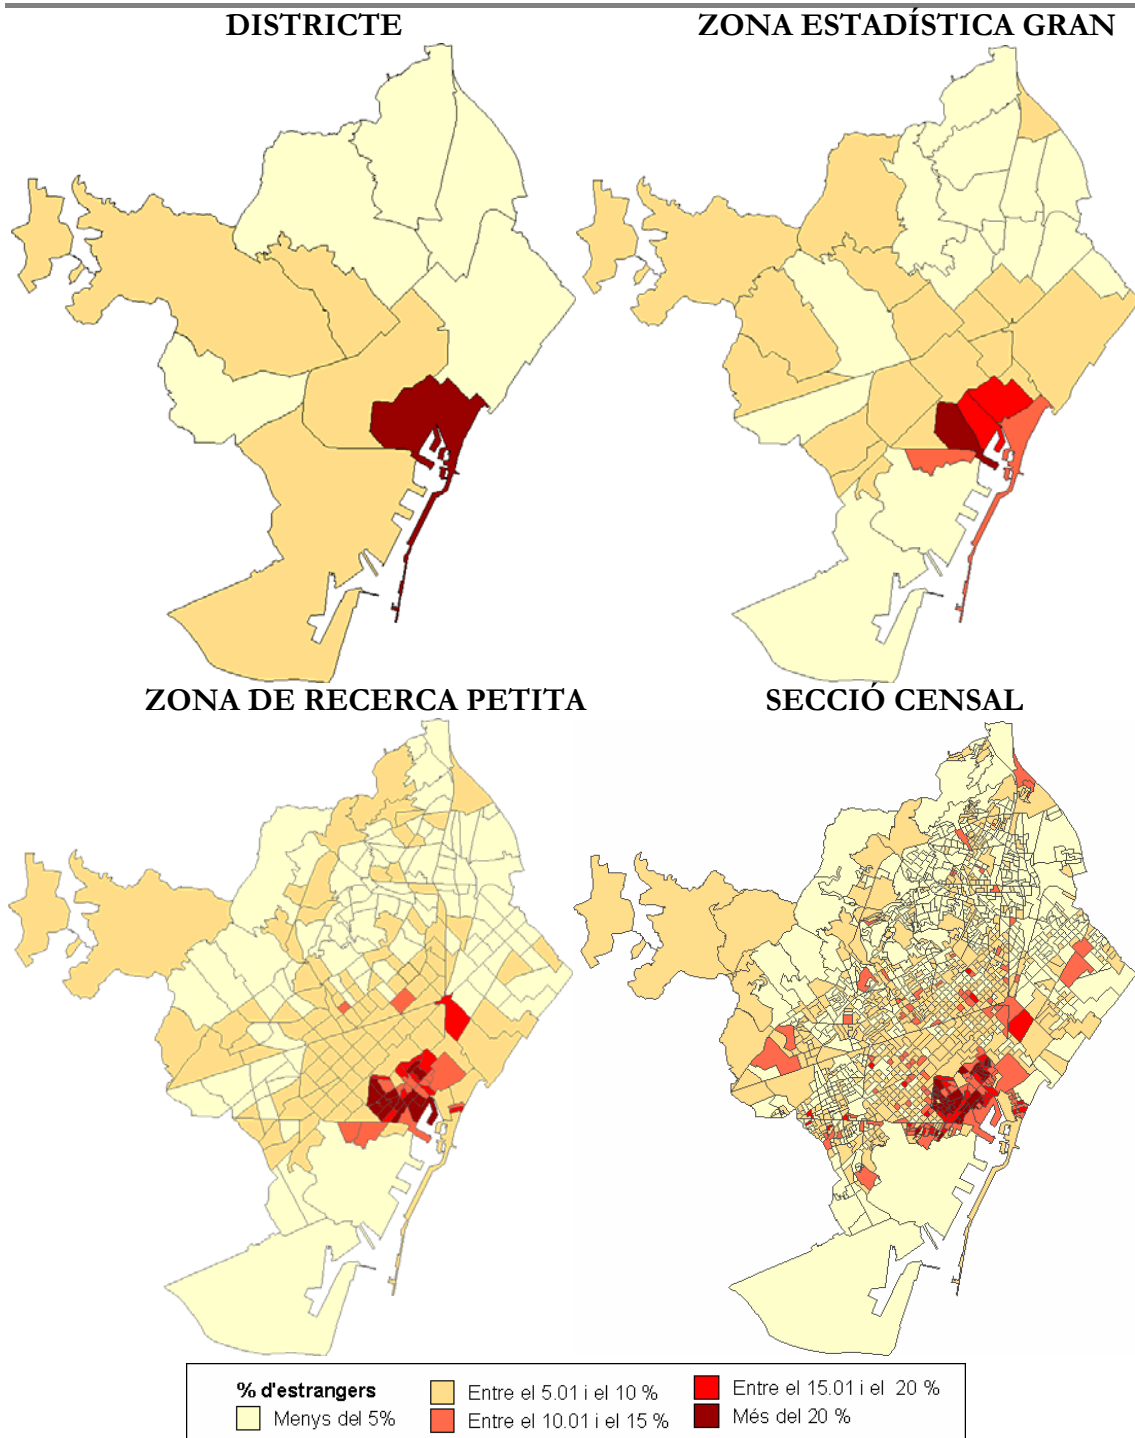 DISTRICTE
ZONA ESTADÍSTICA GRAN
ZONA DE RECERCA PETITA
SECCIÓ CENSAL
% d'estrangers
Menys del 5%
Entre el 5.01 i el 10 %
Entre el 10.01 i el 15 %
Entre el 15.01 i el 20 %
Més del 20 %